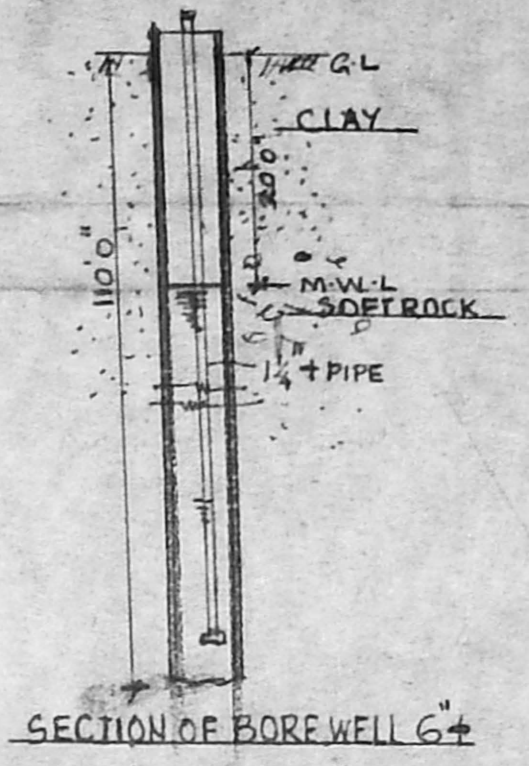 G.L
CLAY
20'0"
110'0"
M.W.L
SOFT ROCK
1¼"ϕ PIPE
SECTION OF BORE WELL 6"ϕ